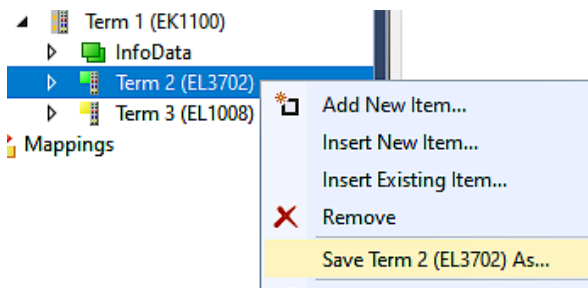 Term 1 (EK1100)
InfoData
Term 2 (EL3702)
Term 3 (EL1008)
Mappings
Add New Item...
Insert New Item...
Insert Existing Item...
Remove
Save Term 2 (EL3702) As...